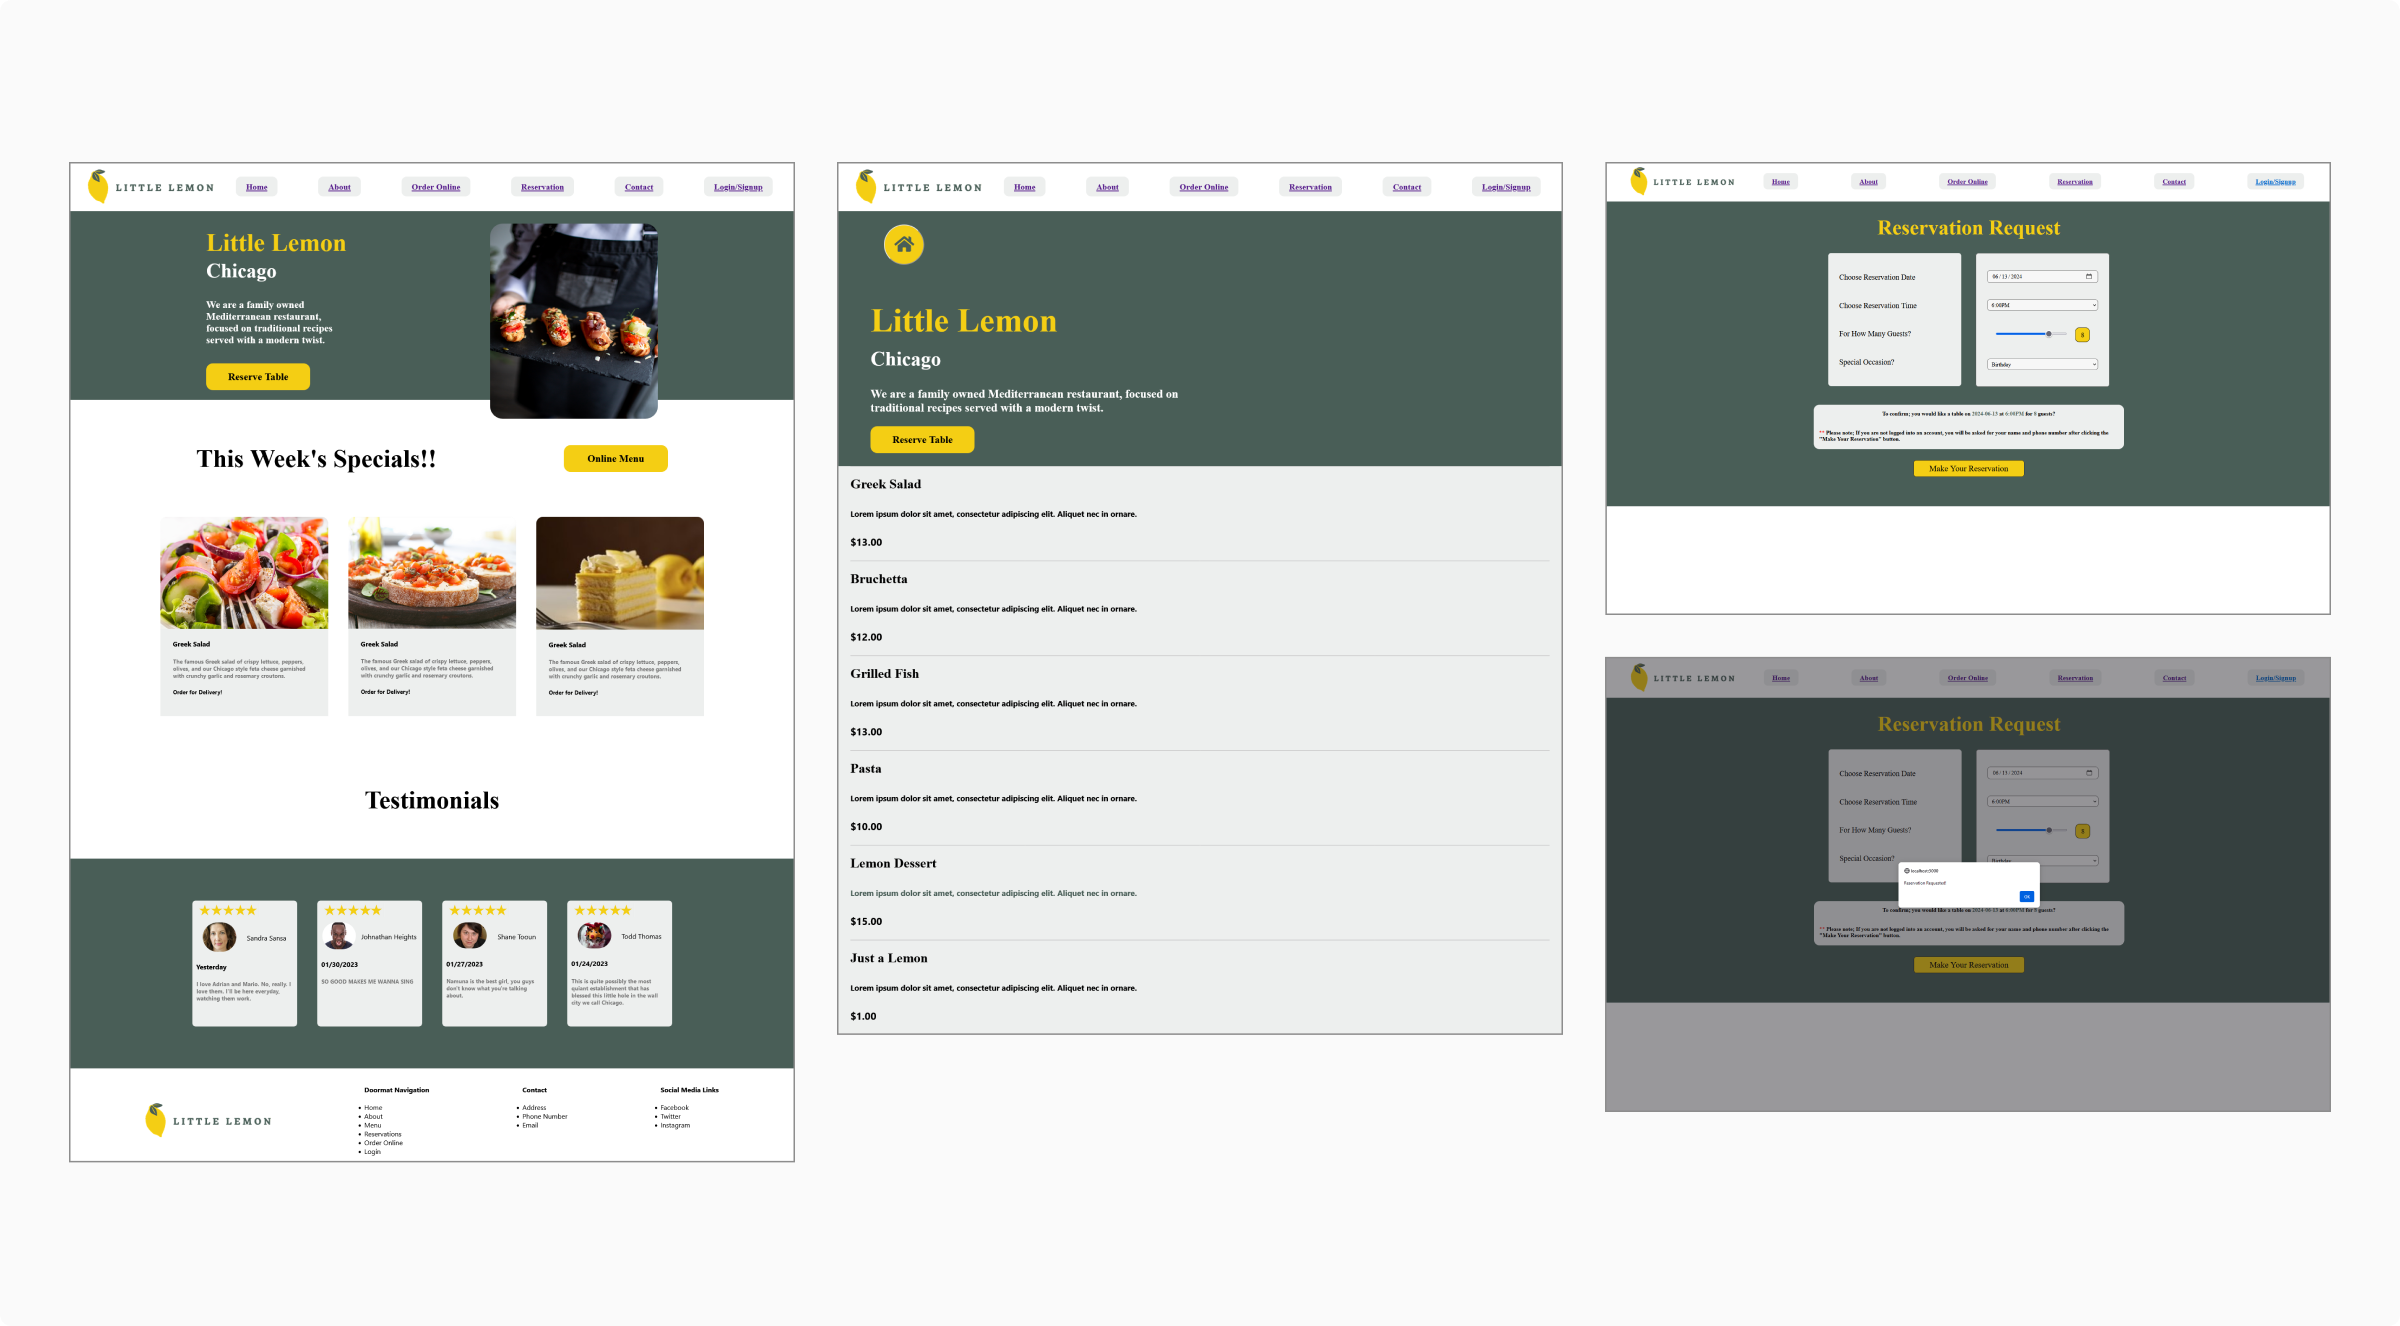 LITTLE LEMON
Home
About
Order Online
Reservation
Contact
Login/Signup
Little Lemon
Chicago
We are a family owned
Mediterranean restaurant,
focused on traditional recipes
served with a modern twist.
Reserve Table
This Week's Specials!!
Online Menu
Greek Salad
The famous Greek salad of crispy lettuce, peppers,
olives, and our Chicago style feta cheese garnished
with crunchy garlic and rosemary croutons.
Order for Delivery!
Greek Salad
The famous Greek salad of crispy lettuce, peppers,
olives, and our Chicago style feta cheese garnished
with crunchy garlic and rosemary croutons.
Order for Delivery!
Greek Salad
The famous Greek salad of crispy lettuce, peppers,
olives, and our Chicago style feta cheese garnished
with crunchy garlic and rosemary croutons.
Order for Delivery!
Testimonials
Sandra Sansa
Yesterday
I love Adrian and Mario. No, really. I
love them. I'll be here everyday,
watching them work.
Johnathan Heights
01/30/2023
SO GOOD MAKES ME WANNA SING
Shane Tooun
01/27/2023
Namuna is the best girl, you guys
don't know what you're talking
about.
Todd Thomas
01/24/2023
This is quite possibly the most
quiant establishment that has
blessed this little hole in the wall
city we call Chicago.
LITTLE LEMON
Doormat Navigation
Home
About
Menu
Reservations
Order Online
Login
Contact
Address
Phone Number
Email
Social Media Links
Facebook
Twitter
Instagram
LITTLE LEMON
Home
About
Order Online
Reservation
Contact
Login/Signup
Little Lemon
Chicago
We are a family owned Mediterranean restaurant, focused on
traditional recipes served with a modern twist.
Reserve Table
Greek Salad
Lorem ipsum dolor sit amet, consectetur adipiscing elit. Aliquet nec in ornare.
$13.00
Bruchetta
Lorem ipsum dolor sit amet, consectetur adipiscing elit. Aliquet nec in ornare.
$12.00
Grilled Fish
Lorem ipsum dolor sit amet, consectetur adipiscing elit. Aliquet nec in ornare.
$13.00
Pasta
Lorem ipsum dolor sit amet, consectetur adipiscing elit. Aliquet nec in ornare.
$10.00
Lemon Dessert
Lorem ipsum dolor sit amet, consectetur adipiscing elit. Aliquet nec in ornare.
$15.00
Just a Lemon
Lorem ipsum dolor sit amet, consectetur adipiscing elit. Aliquet nec in ornare.
$1.00
LITTLE LEMON
Home
About
Order Online
Reservation
Contact
Login/Signup
Reservation Request
Choose Reservation Date
06/13/2024
Choose Reservation Time
6:00PM
For How Many Guests?
8
Special Occasion?
Birthday
To confirm; you would like a table on 2024-06-13 at 6:00PM for 8 guests?
** Please note; If you are not logged into an account, you will be asked for your name and phone number after clicking the
"Make Your Reservation" button.
Make Your Reservation
LITTLE LEMON
Home
About
Order Online
Reservation
Contact
Login/Signup
Reservation Request
Choose Reservation Date
06/13/2024
Choose Reservation Time
6:00PM
For How Many Guests?
8
Special Occasion?
Birthday
localhost:3000
Reservation Requested!
OK
To confirm; you would like a table on 2024-06-13 at 6:00PM for 8 guests?
** Please note; If you are not logged into an account, you will be asked for your name and phone number after clicking the
"Make Your Reservation" button.
Make Your Reservation